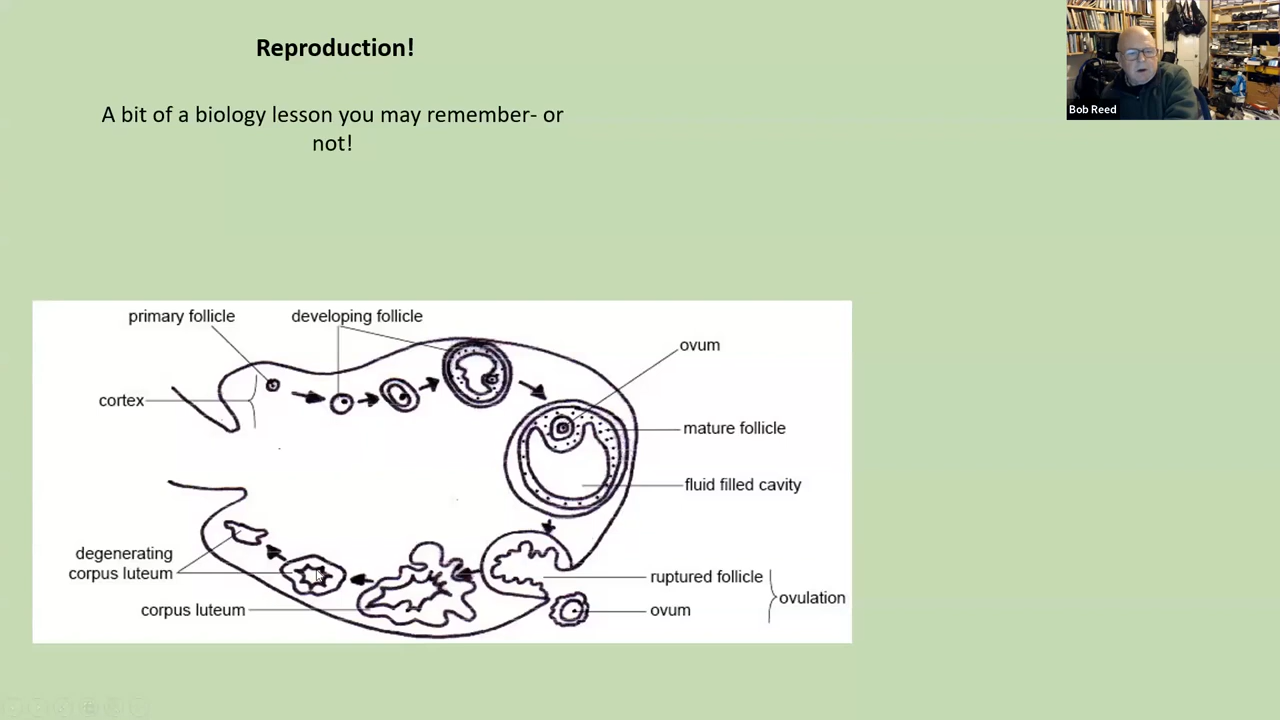 Reproduction!
A bit of a biology lesson you may remember- or
not!
Bob Reed
primary follicle
developing follicle
ovum
cortex
mature follicle
fluid filled cavity
degenerating
corpus luteum
ruptured follicle
ovulation
corpus luteum
ovum